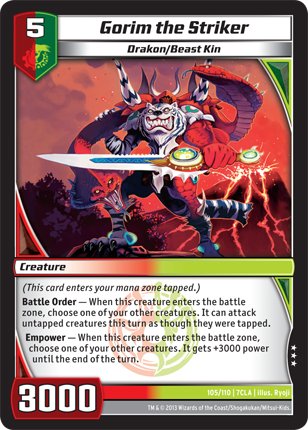 5
Gorim the Striker
Drakon/Beast Kin
Creature
(This card enters your mana zone tapped.)
Battle Order — When this creature enters the battle
zone, choose one of your other creatures. It can attack
untapped creatures this turn as though they were tapped.
Empower — When this creature enters the battle zone,
choose one of your other creatures. It gets +3000 power
until the end of the turn.
3000
105/110 | 7CLA | illus. Ryoji
TM & © 2013 Wizards of the Coast/Shogakukan/Mitsui-Kids.